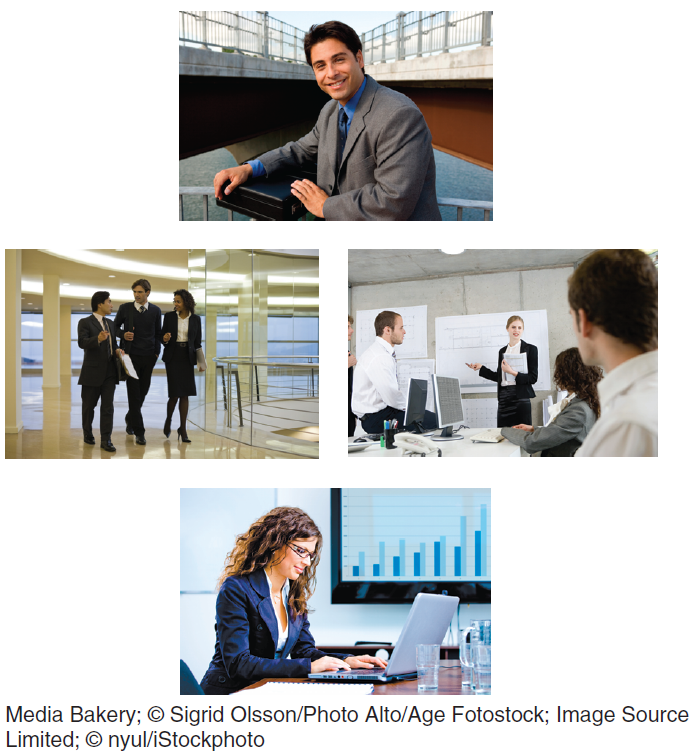 Media Bakery; © Sigrid Olsson/Photo Alto/Age Fotostock; Image Source
Limited; © nyul/iStockphoto